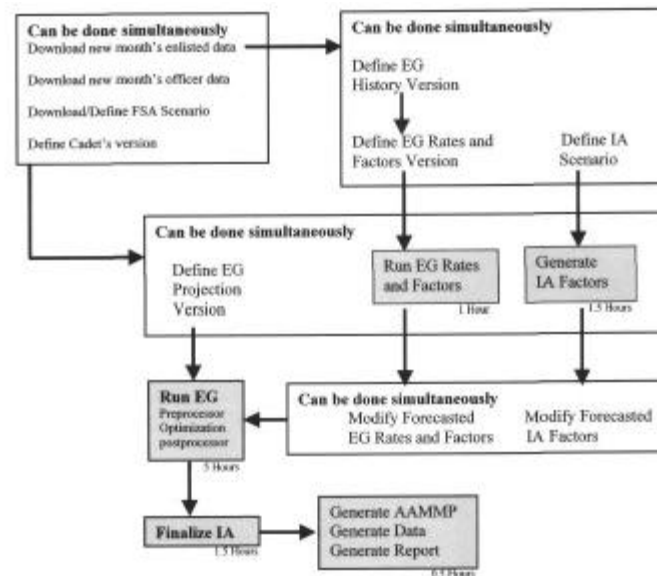 Can be done simultaneously
Download new month's enlisted data
Download new month's officer data
Download/Define FSA Scenario
Define Cadet's version
Can be done simultaneously
Define EG
History Version
Define EG Rates and
Factors Version
Define IA
Scenario
Can be done simultaneously
Define EG
Projection
Version
Run EG Rates
and Factors
1 Hour
Generate
IA Factors
1.5 Hours
Run EG
Preprocessor
Optimization
postprocessor
5 Hours
Can be done simultaneously
Modify Forecasted
EG Rates and Factors
Modify Forecasted
IA Factors
Finalize IA
1.5 Hours
Generate AAMMP
Generate Data
Generate Report
0.5 Hours